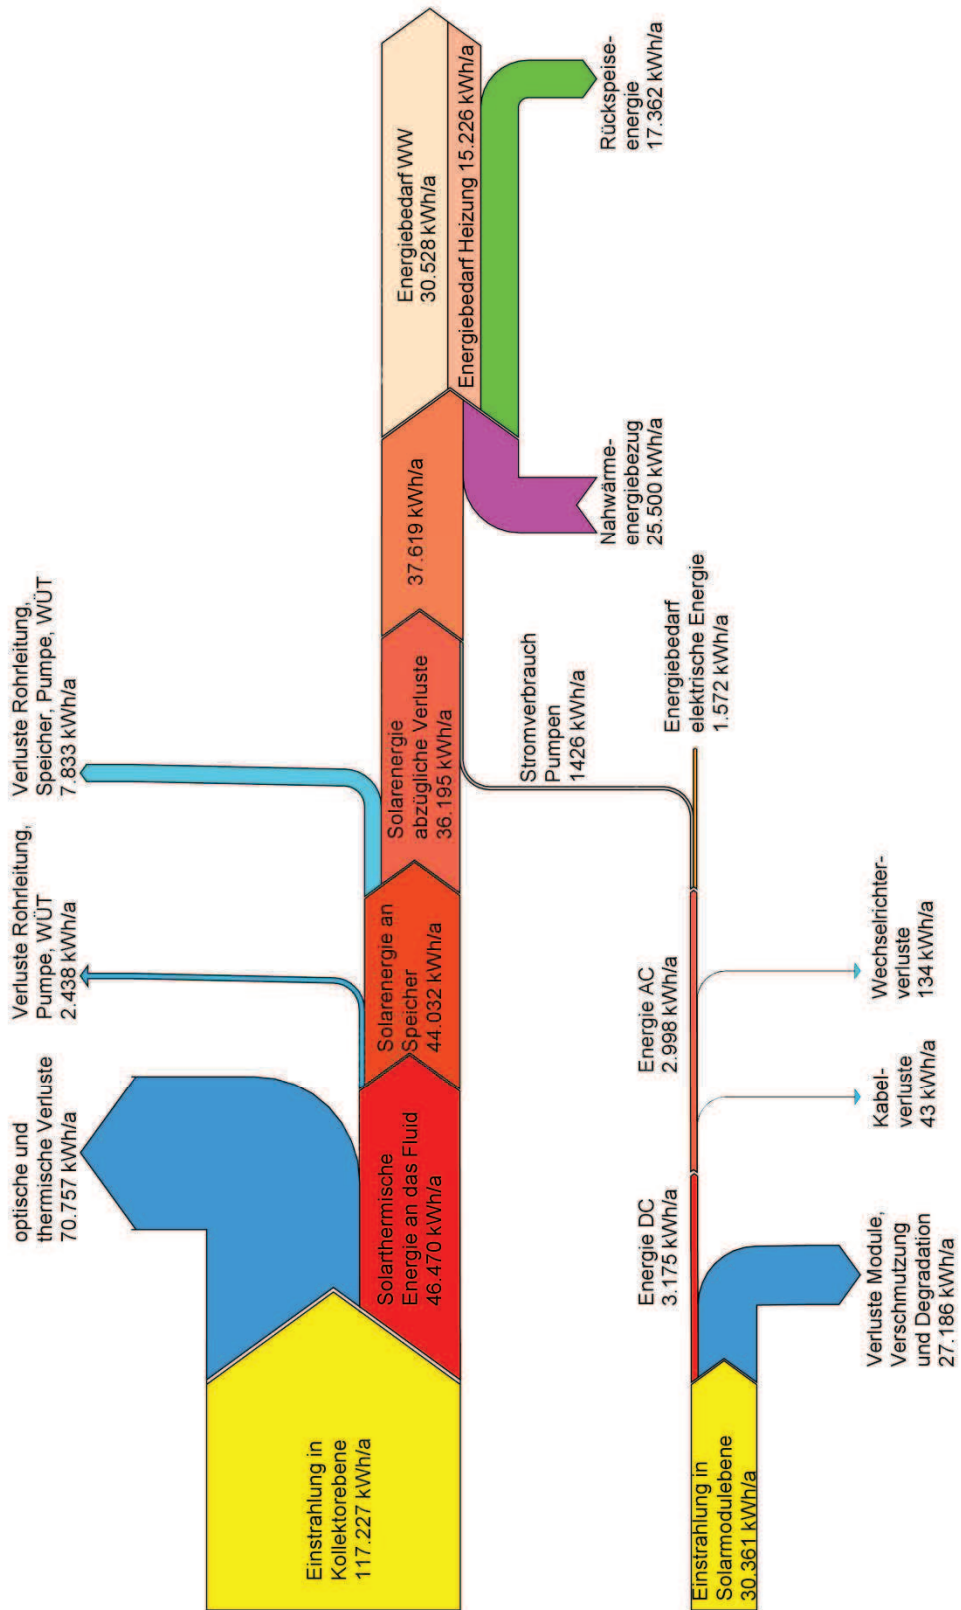 Einstrahlung in
Kollektorebene
117.227 kWh/a
optische und
thermische Verluste
70.757 kWh/a
Solarthermische
Energie an das Fluid
46.470 kWh/a
Verluste Rohrleitung,
Pumpe, WÜT
2.438 kWh/a
Solarenergie an
Speicher
44.032 kWh/a
Verluste Rohrleitung,
Speicher, Pumpe, WÜT
7.833 kWh/a
Solarenergie
abzügliche Verluste
36.195 kWh/a
37.619 kWh/a
Energiebedarf WW
30.528 kWh/a
Energiebedarf Heizung 15.226 kWh/a
Nahwärme-
energiebezug
25.500 kWh/a
Rückspeise-
energie
17.362 kWh/a
Stromverbrauch
Pumpen
1426 kWh/a
Einstrahlung in
Solarmodulebene
30.361 kWh/a
Verluste Module,
Verschmutzung
und Degradation
27.186 kWh/a
Energie DC
3.175 kWh/a
Kabel-
verluste
43 kWh/a
Energie AC
2.998 kWh/a
Wechselrichter-
verluste
134 kWh/a
Energiebedarf
elektrische Energie
1.572 kWh/a